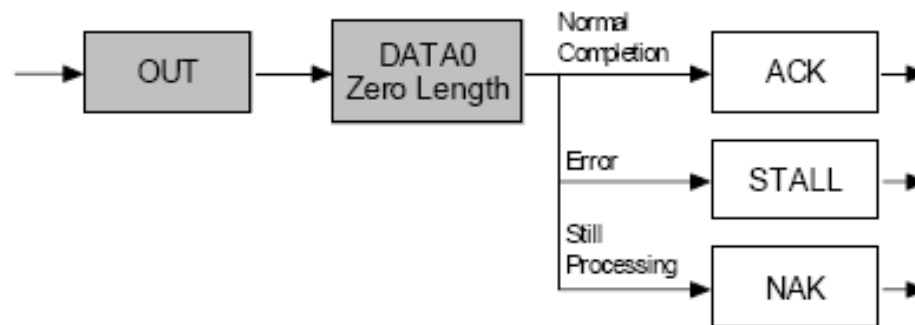 Normal
Completion
OUT
DATA0
Zero Length
ACK
Error
STALL
Still
Processing
NAK